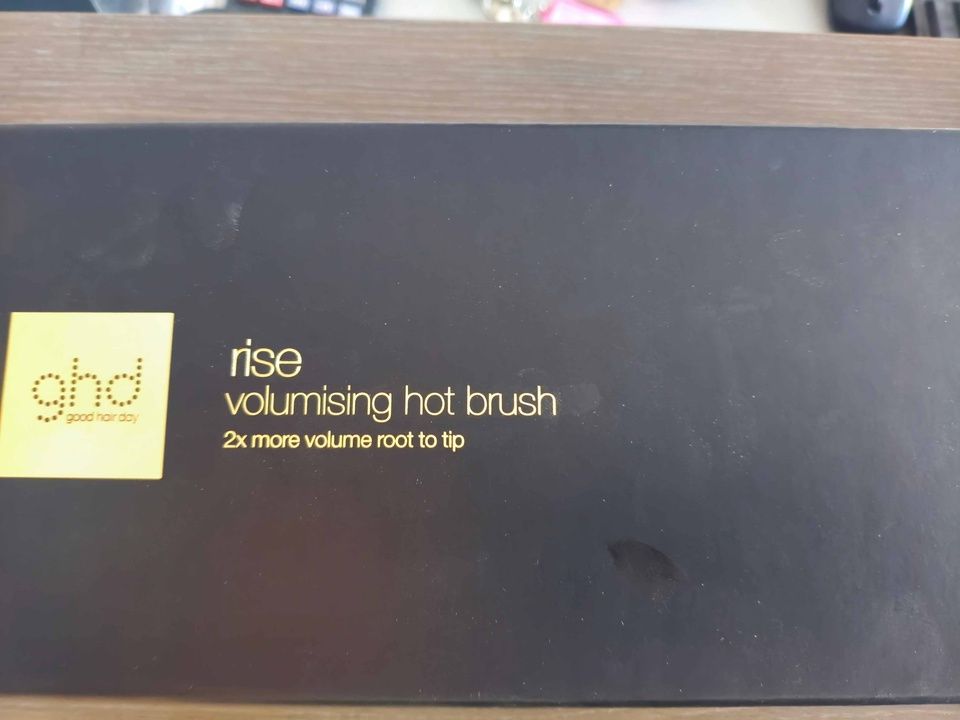 ghd
good hair day
rise
volumising hot brush
2x more volume root to tip